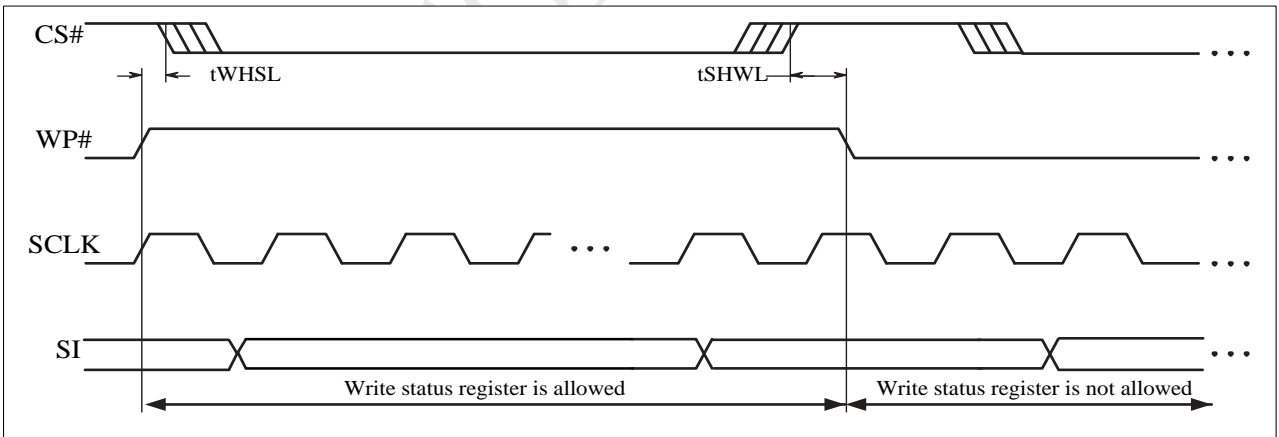 CS#
tWHSL
tSHWL
WP#
SCLK
SI
Write status register is allowed
Write status register is not allowed